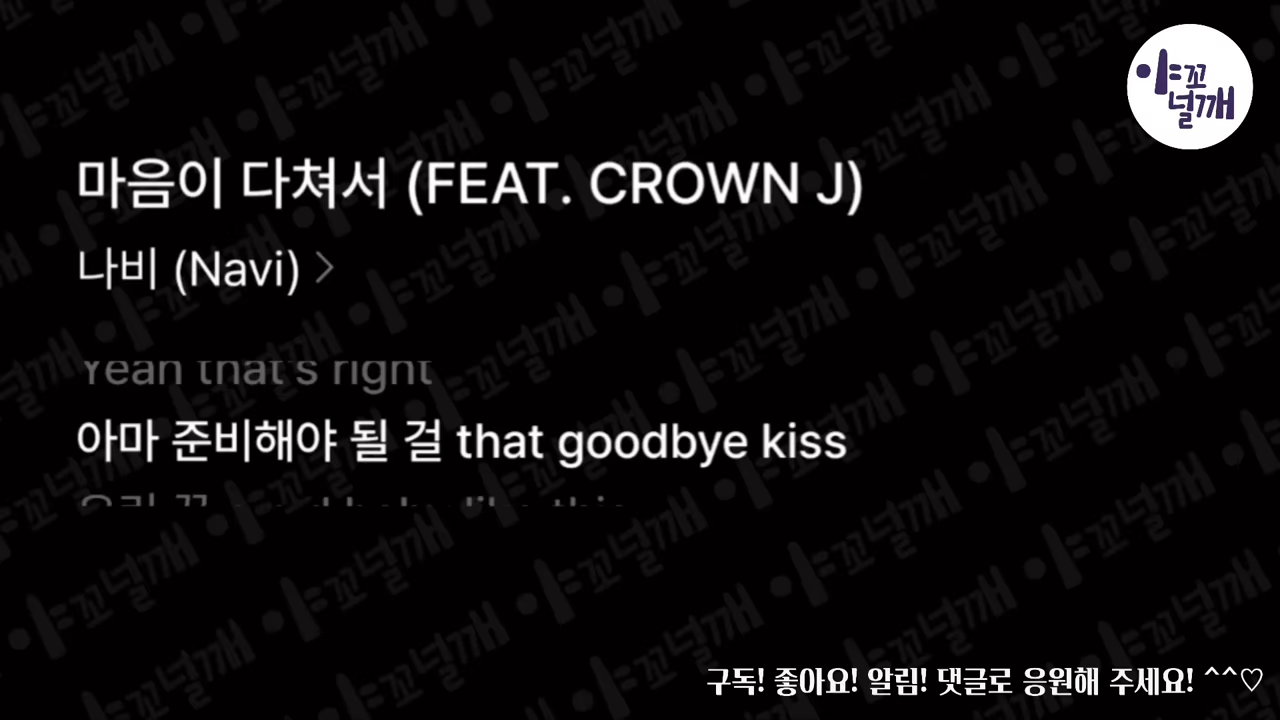 야꼬
널깨
마음이 다쳐서 (FEAT. CROWN J)
나비 (Navi) >
Yeah that's right
아마 준비해야 될 걸 that goodbye kiss
구독! 좋아요! 알림! 댓글로 응원해 주세요! ^^♡